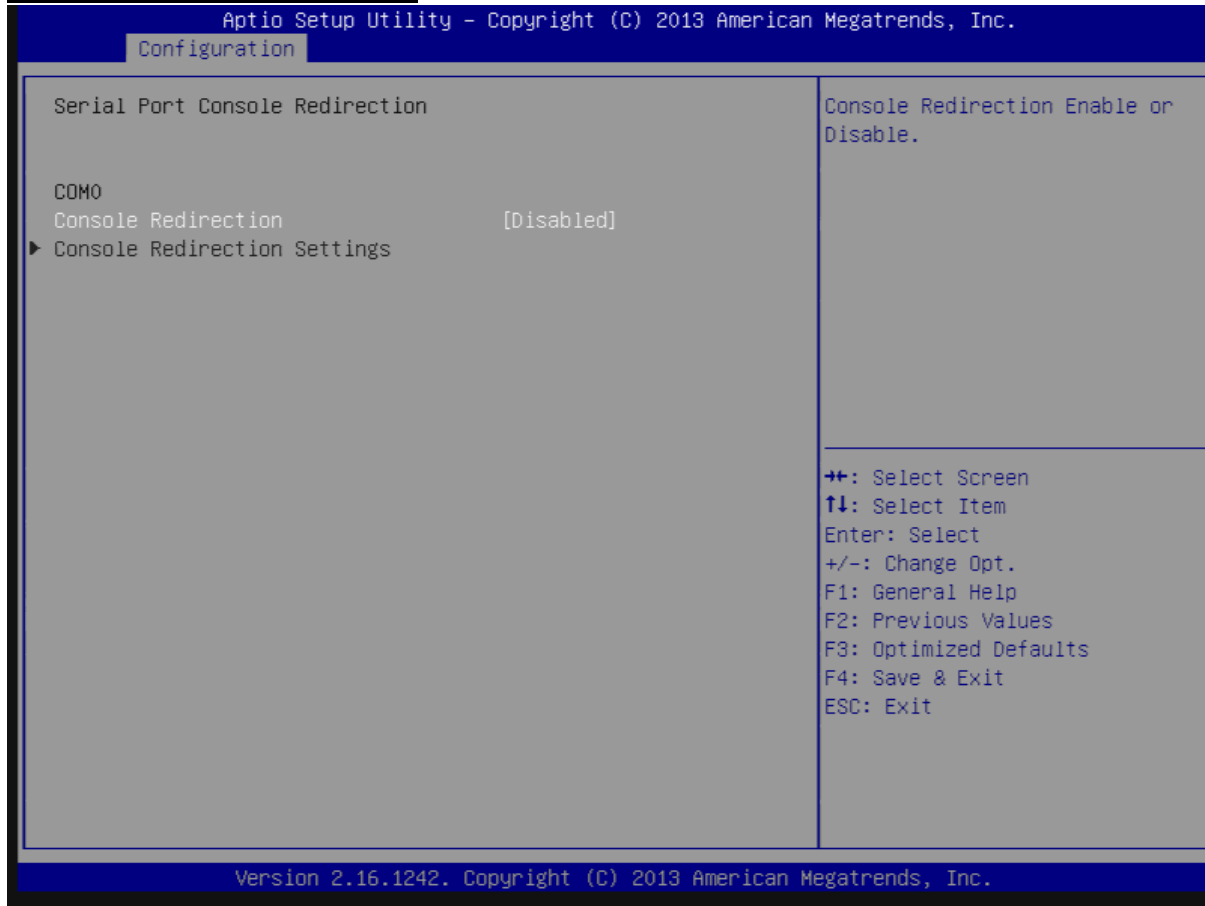 Aptio Setup Utility – Copyright (C) 2013 American Megatrends, Inc.
Configuration
Serial Port Console Redirection
COM0
Console Redirection [Disabled]
▶ Console Redirection Settings
Console Redirection Enable or
Disable.
→←: Select Screen
↑↓: Select Item
Enter: Select
+/-: Change Opt.
F1: General Help
F2: Previous Values
F3: Optimized Defaults
F4: Save & Exit
ESC: Exit
Version 2.16.1242. Copyright (C) 2013 American Megatrends, Inc.